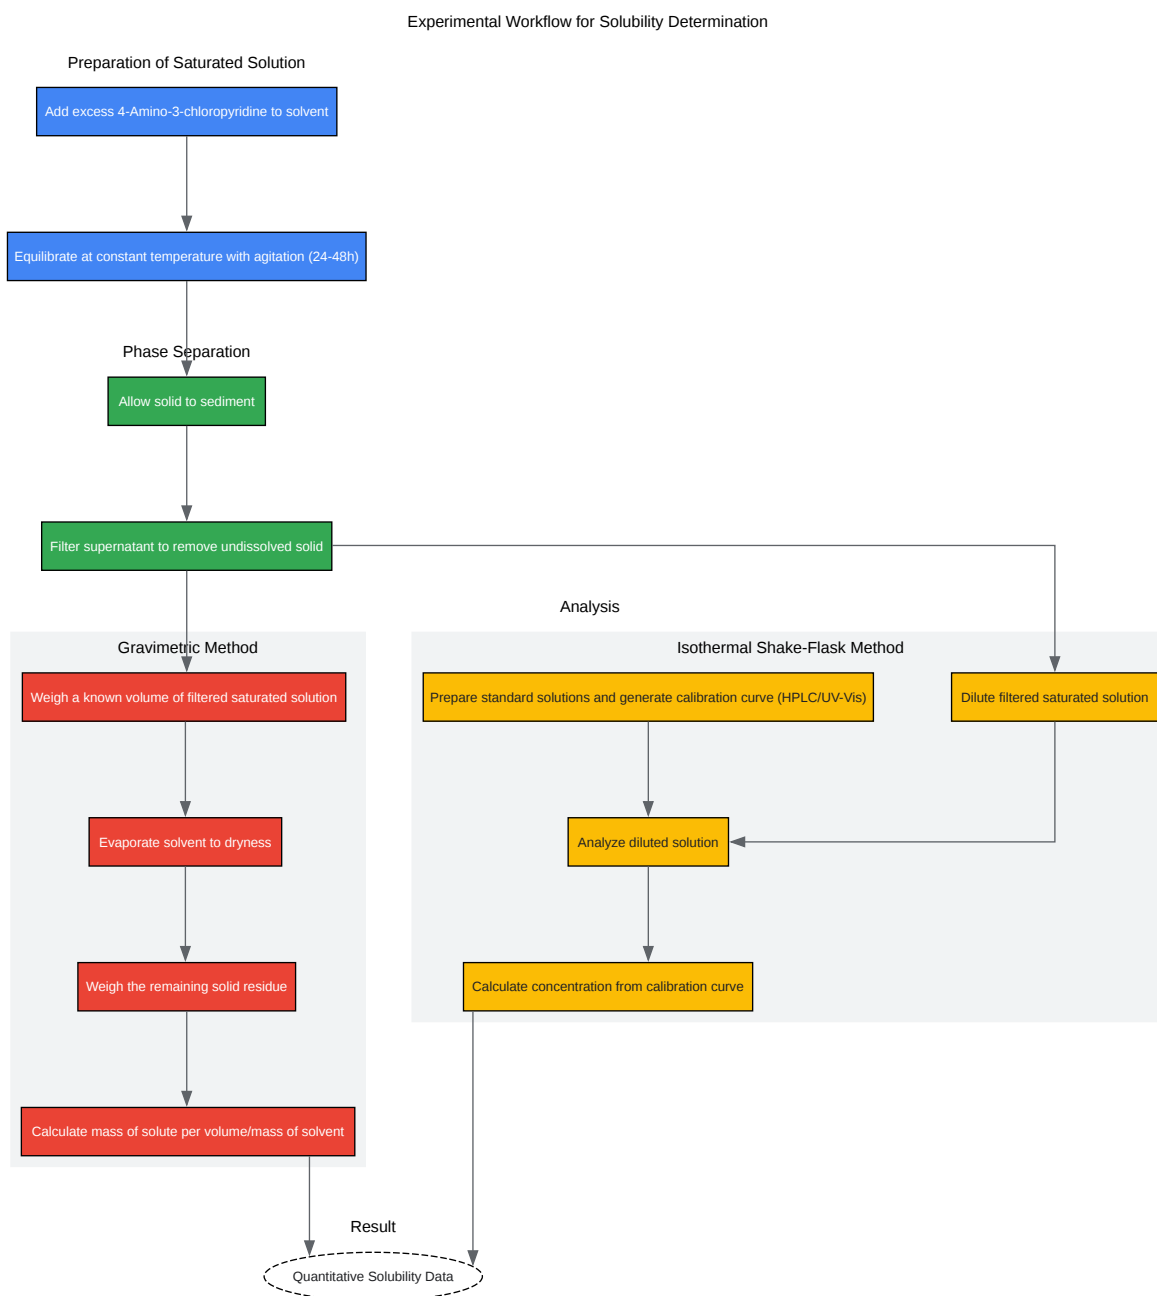 Experimental Workflow for Solubility Determination
Preparation of Saturated Solution
Add excess 4-Amino-3-chloropyridine to solvent
Equilibrate at constant temperature with agitation (24-48h)
Phase Separation
Allow solid to sediment
Filter supernatant to remove undissolved solid
Analysis
Gravimetric Method
Weigh a known volume of filtered saturated solution
Evaporate solvent to dryness
Weigh the remaining solid residue
Calculate mass of solute per volume/mass of solvent
Isothermal Shake-Flask Method
Prepare standard solutions and generate calibration curve (HPLC/UV-Vis)
Dilute filtered saturated solution
Analyze diluted solution
Calculate concentration from calibration curve
Result
Quantitative Solubility Data